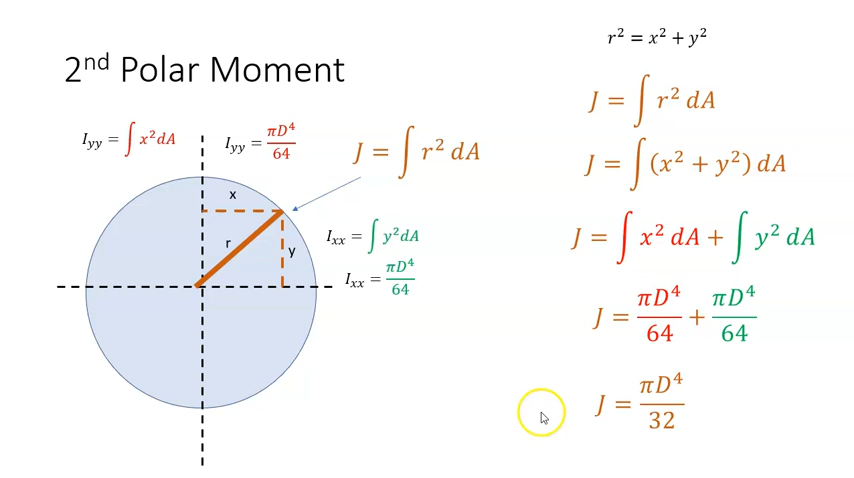 2nd Polar Moment
I_yy = ∫ x² dA
I_yy = πD⁴/64
J = ∫ r² dA
x
r
y
I_xx = ∫ y² dA
I_xx = πD⁴/64
r² = x² + y²
J = ∫ r² dA
J = ∫ (x² + y²) dA
J = ∫ x² dA + ∫ y² dA
J = πD⁴/64 + πD⁴/64
J = πD⁴/32